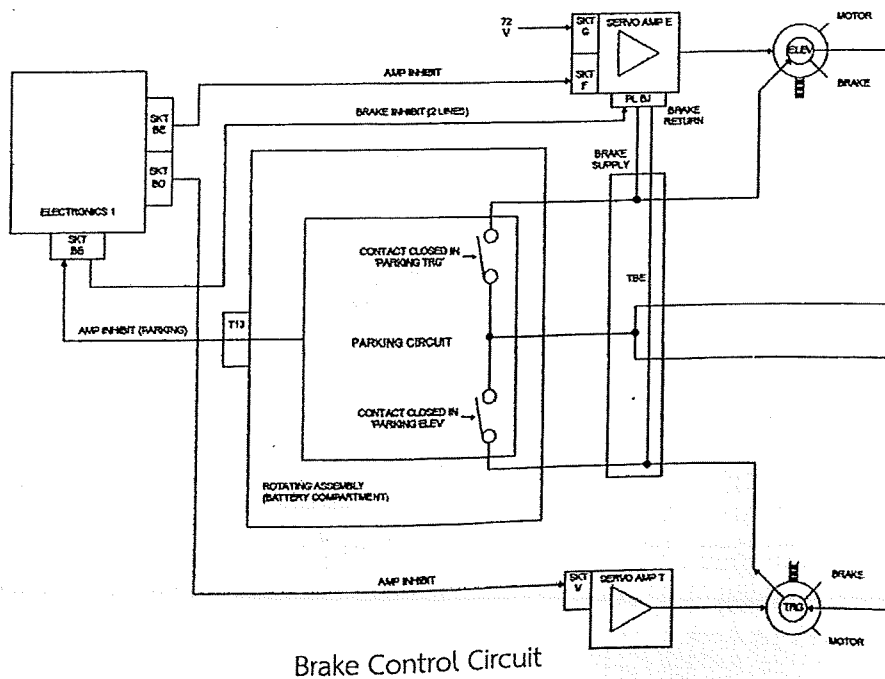 72
V
SKT
G
SERVO AMP E
SKT
F
PL BJ
MOTOR
ELEV
BRAKE
AMP INHIBIT
BRAKE INHIBIT (2 LINES)
BRAKE
RETURN
BRAKE
SUPPLY
SKT
BE
SKT
BO
ELECTRONICS 1
SKT
BB
CONTACT CLOSED IN
'PARKING TRG'
TBE
T13
AMP INHIBIT (PARKING)
PARKING CIRCUIT
CONTACT CLOSED IN
'PARKING ELEV'
ROTATING ASSEMBLY
(BATTERY COMPARTMENT)
AMP INHIBIT
SKT
V
SERVO AMP T
BRAKE
TRG
MOTOR
Brake Control Circuit